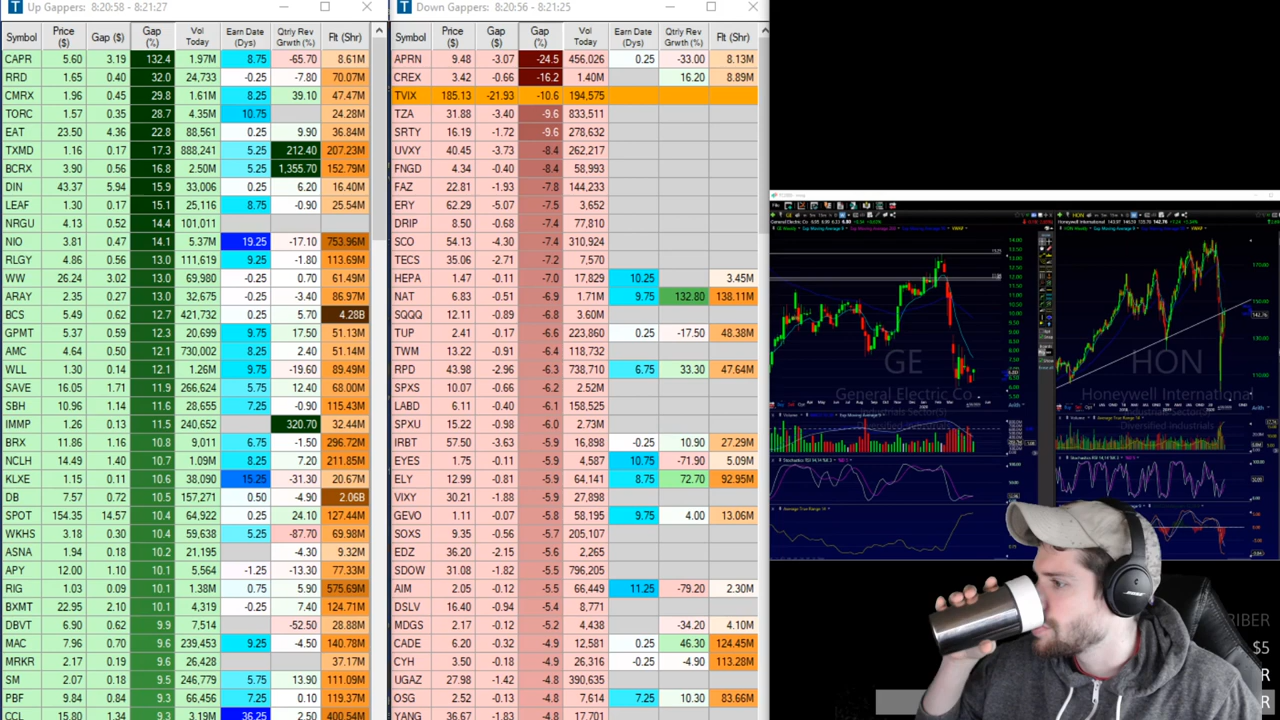 Up Gappers: 8:20:58 - 8:21:27
Symbol Price ($) Gap ($) Gap (%) Vol Today Earn Date (Dys) Qtrly Rev Grwth (%) Flt (Shr)
CAPR 5.60 3.19 132.4 1.97M 8.75 -65.70 8.61M
RRD 1.65 0.40 32.0 24,733 -0.25 -7.80 70.07M
CMRX 1.96 0.45 29.8 1.61M 8.25 39.10 47.47M
TORC 1.57 0.35 28.7 4.35M 10.75 24.28M
EAT 23.50 4.36 22.8 88,561 0.25 9.90 36.84M
TXMD 1.16 0.17 17.3 888,241 5.25 212.40 207.23M
BCRX 3.90 0.56 16.8 2.50M 5.25 1,355.70 152.79M
DIN 43.37 5.94 15.9 33,006 0.25 6.20 16.40M
LEAF 1.30 0.17 15.1 25,116 8.75 -0.90 25.54M
NRGU 4.13 0.52 14.4 11,011
NIO 3.81 0.47 14.1 5.37M 19.25 -17.10 753.96M
RLGY 4.86 0.56 13.0 111,619 9.25 -1.80 113.69M
WW 26.24 3.02 13.0 69,980 -0.25 0.70 61.49M
ARAY 2.35 0.27 13.0 32,679 -0.25 -3.40 86.97M
BCS 5.49 0.62 12.7 421,732 0.25 5.70 4.28B
GPMT 5.37 0.59 12.3 20,699 9.75 17.50 51.13M
AMC 4.64 0.50 12.1 730,002 8.25 2.40 51.14M
WLL 1.30 0.14 12.1 1.26M 9.75 -19.60 89.49M
SAVE 16.05 1.71 11.9 266,624 5.75 12.40 68.00M
SBH 10.96 1.14 11.6 11,655 7.25 -0.90 115.43M
IMMP 1.26 0.13 11.5 20,652 320.70 32.44M
BRX 11.86 1.16 10.8 12,393 6.75 -1.50 296.72M
NCLH 14.49 1.40 10.7 3.01M 8.25 7.20 211.85M
KLXE 1.15 0.11 10.6 38,090 15.25 -31.30 20.67M
DB 7.57 0.72 10.5 157,271 0.50 -4.90 2.06B
SPOT 154.35 14.57 10.4 64,922 0.25 24.10 127.44M
WKHS 3.18 0.30 10.4 59,638 5.25 -87.70 69.98M
ASNA 1.94 0.18 10.2 21,195 -4.30 9.32M
APY 12.00 1.10 10.1 5,564 -1.25 -13.30 77.33M
RIG 1.03 0.09 10.1 1.38M 0.75 5.90 575.69M
BXMT 22.95 2.10 10.1 4,319 -0.25 7.40 124.71M
DBVT 6.90 0.62 9.9 7,514 -52.50 28.88M
MAC 7.96 0.70 9.6 239,453 9.25 -4.50 140.78M
MRKR 2.17 0.19 9.6 26,428 37.17M
SM 2.07 0.18 9.5 246,779 5.75 13.90 111.09M
PBF 9.84 0.84 9.3 66,456 7.25 0.10 119.37M
CCL 15.80 1.34 9.3 3.19M 36.25 2.50 400.54M
Down Gappers: 8:20:56 - 8:21:25
Symbol Price ($) Gap ($) Gap (%) Vol Today Earn Date (Dys) Qtrly Rev Grwth (%) Flt (Shr)
APRN 9.48 -3.07 -24.5 456,026 0.25 -33.00 8.13M
CREX 3.42 -0.66 -16.2 1.40M 16.20 8.89M
TVIX 185.13 -21.93 -10.6 194,575
TZA 31.88 -3.40 -9.6 833,511
SRTY 16.19 -1.72 -9.6 278,632
UVXY 40.45 -3.73 -8.4 262,217
FNGD 4.34 -0.40 -8.4 58,993
FAZ 22.81 -1.93 -7.8 144,233
ERY 62.29 -5.07 -7.5 3,652
DRIP 8.50 -0.68 -7.4 77,810
SCO 54.13 -4.30 -7.4 310,924
TECS 35.06 -2.71 -7.2 7,570
HEPA 1.47 -0.11 -7.0 17,829 10.25 3.45M
NAT 6.83 -0.51 -6.9 1.71M 9.75 132.80 138.11M
SQQQ 12.11 -0.89 -6.8 3.60M
TUP 2.41 -0.17 -6.6 223,860 0.25 -17.50 48.38M
TWM 13.22 -0.91 -6.4 118,732
RPD 43.98 -2.96 -6.3 738,710 6.75 33.30 47.64M
SPXS 10.07 -0.66 -6.2 2.52M
LABD 8.98 -0.58 -6.1 158,525
SPXU 15.22 -0.98 -6.0 2.73M
IRBT 57.50 -3.63 -5.9 16,898 -0.25 10.90 27.29M
EYES 1.75 -0.11 -5.9 24,587 10.75 -71.90 5.09M
ELY 12.99 -0.81 -5.9 64,141 8.75 72.70 92.95M
VIXY 30.21 -1.88 -5.9 27,898
GEVO 1.11 -0.07 -5.8 58,195 9.75 4.00 13.06M
SOXS 9.35 -0.56 -5.7 205,107
EDZ 36.20 -2.15 -5.6 2,265
SDOW 31.08 -1.82 -5.5 796,205
AIM 2.05 -0.12 -5.5 66,449 11.25 -79.20 2.30M
DSLV 16.40 -0.94 -5.4 8,771
MDGS 2.17 -0.12 -5.2 4,438 -34.20 4.10M
CADE 6.20 -0.32 -4.9 12,581 0.25 46.30 124.45M
CYH 3.50 -0.18 -4.9 26,316 -0.25 -4.90 113.28M
UGAZ 27.98 -1.42 -4.8 390,635
OSG 2.52 -0.13 -4.8 7,614 7.25 10.30 83.66M
YANG 36.67 -1.83 -4.8 17,701
GE
General Electric Co
HON
Honeywell International
Industrials Sector
Diversified industrials
BOSE
RIBER
$5
R
R